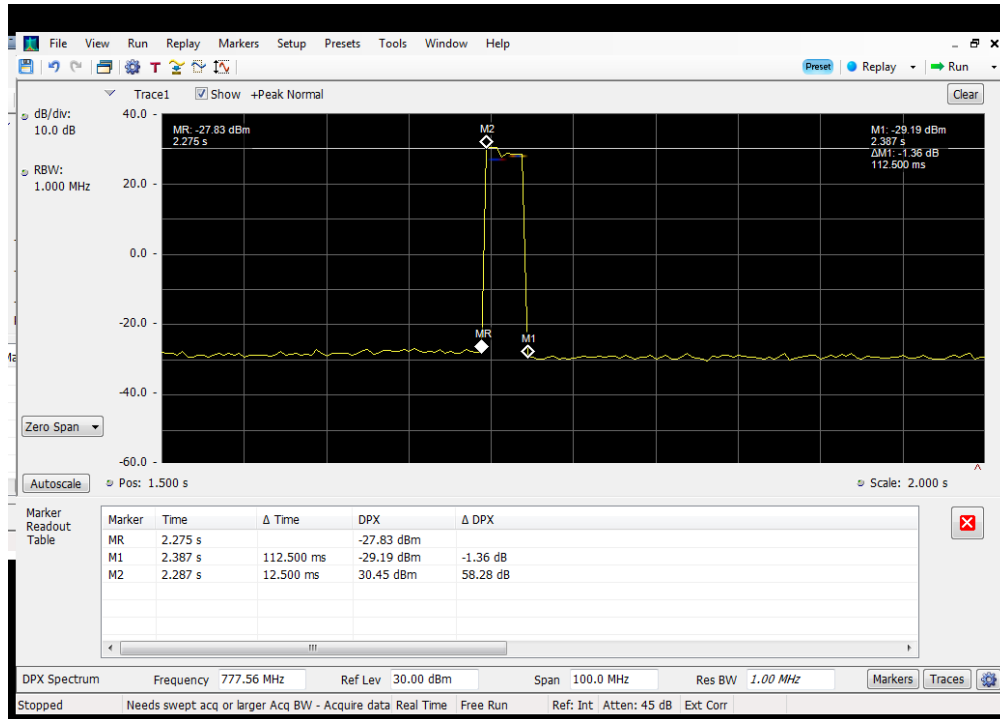 File View Run Replay Markers Setup Presets Tools Window Help
T Preset Replay Run
Trace1 Show +Peak Normal Clear
dB/div:
10.0 dB
RBW:
1.000 MHz
40.0
20.0
0.0
-20.0
-40.0
-60.0
MR: -27.83 dBm
2.275 s
M2
M1: -29.19 dBm
2.387 s
ΔM1: -1.36 dB
112.500 ms
MR
M1
Zero Span
Autoscale Pos: 1.500 s Scale: 2.000 s
Marker
Readout
Table
Marker Time Δ Time DPX Δ DPX
MR 2.275 s -27.83 dBm
M1 2.387 s 112.500 ms -29.19 dBm -1.36 dB
M2 2.287 s 12.500 ms 30.45 dBm 58.28 dB
DPX Spectrum Frequency 777.56 MHz Ref Lev 30.00 dBm Span 100.0 MHz Res BW 1.00 MHz Markers Traces
Stopped Needs swept acq or larger Acq BW - Acquire data Real Time Free Run Ref: Int Atten: 45 dB Ext Corr